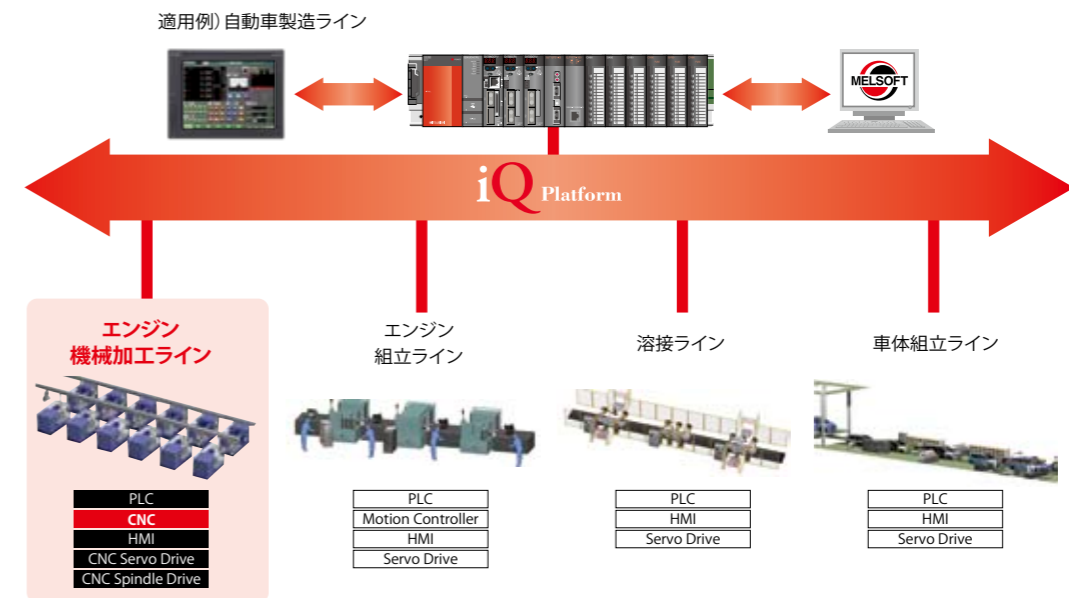 適用例）自動車製造ライン
MELSOFT
iQ Platform
エンジン
機械加工ライン
PLC
CNC
HMI
CNC Servo Drive
CNC Spindle Drive
エンジン
組立ライン
PLC
Motion Controller
HMI
Servo Drive
溶接ライン
PLC
HMI
Servo Drive
車体組立ライン
PLC
HMI
Servo Drive